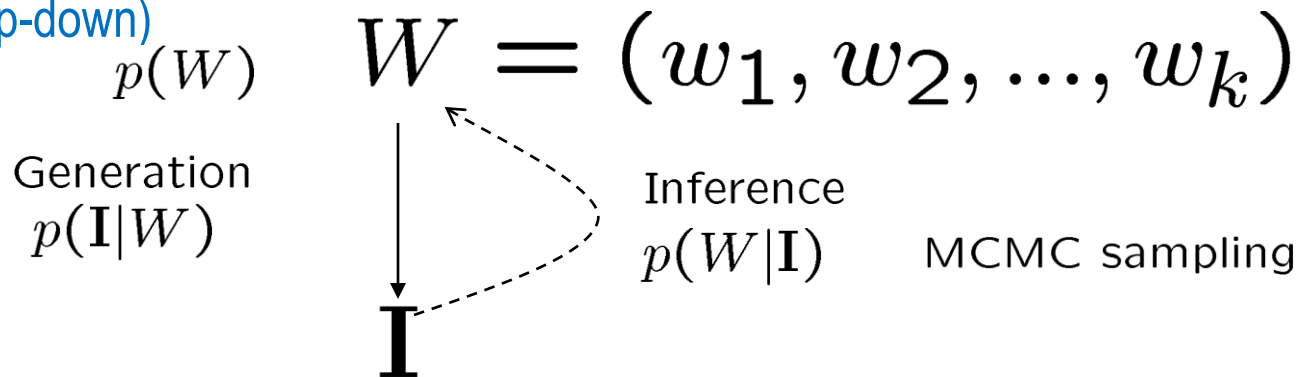 p-down)
p(W) W = (w₁, w₂, ..., wₖ)
Generation
p(I|W)
Inference
p(W|I) MCMC sampling
I